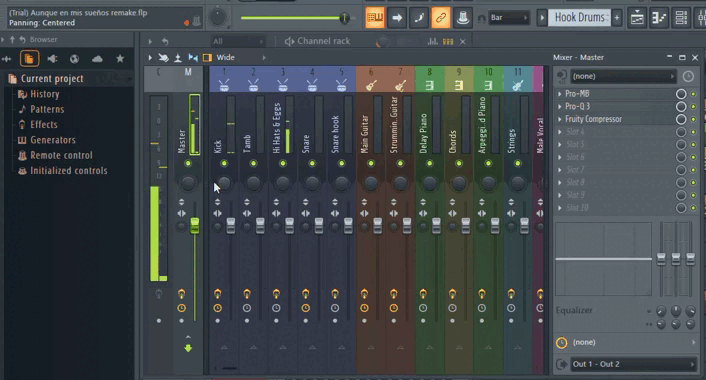 (Trial) Aunque en mis sueños remake.flp
Panning: Centered
Bar
Hook Drums
Browser
All
Channel rack
Current project
History
Patterns
Effects
Generators
Remote control
Initialized controls
Wide
C M 1 2 3 4 5 6 7 8 9 10 11
Master
Kick
Tamb
Hi Hats & Eggs
Snare
Snare hook
Main Guitar
Strummin..Guitar
Delay Piano
Chords
Arpeggi..d Piano
Strings
Male Vocal
Mixer - Master
(none)
Pro-MB
Pro-Q 3
Fruity Compressor
Slot 4
Slot 5
Slot 6
Slot 7
Slot 8
Slot 9
Slot 10
Equalizer
(none)
Out 1 - Out 2